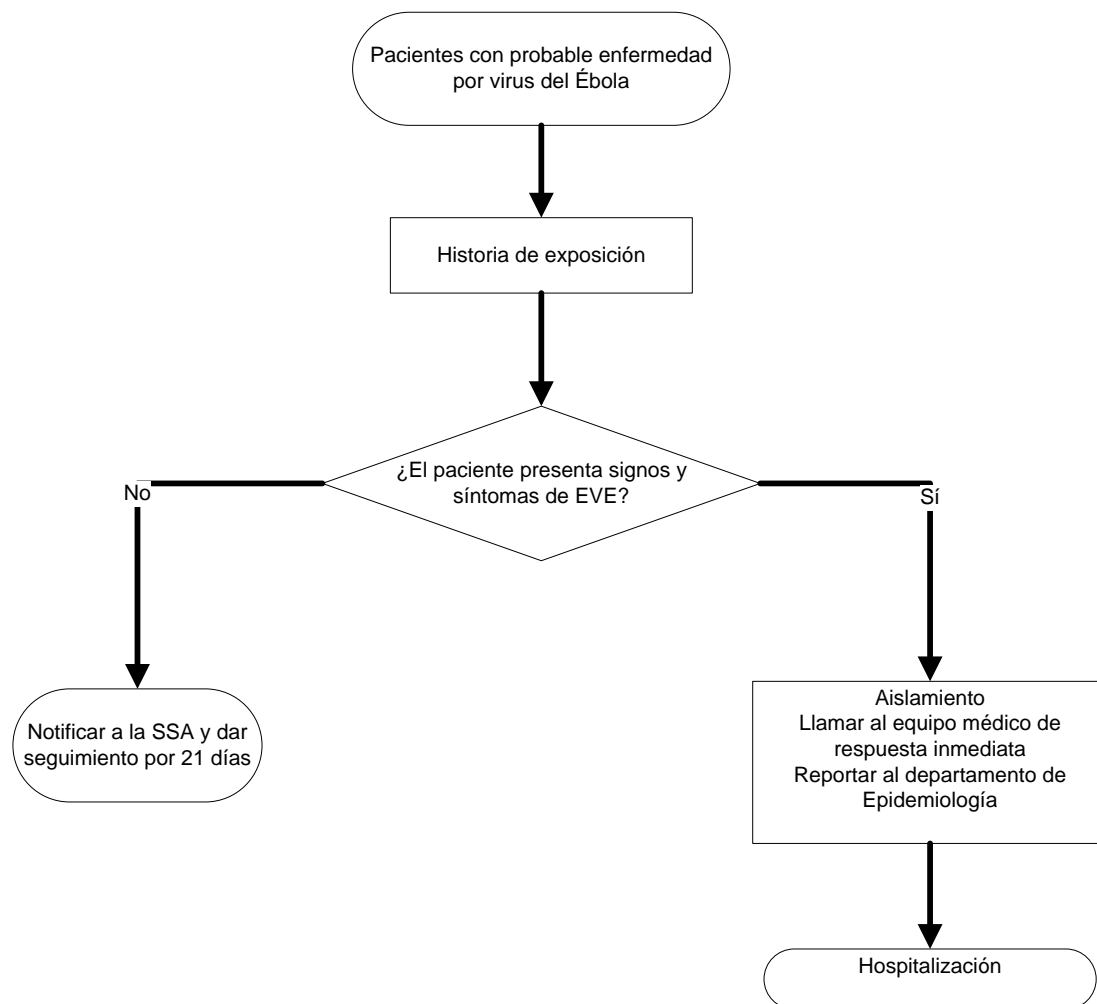 Pacientes con probable enfermedad
por virus del Ébola
Historia de exposición
¿El paciente presenta signos y
síntomas de EVE?
No
Sí
Notificar a la SSA y dar
seguimiento por 21 días
Aislamiento
Llamar al equipo médico de
respuesta inmediata
Reportar al departamento de
Epidemiología
Hospitalización